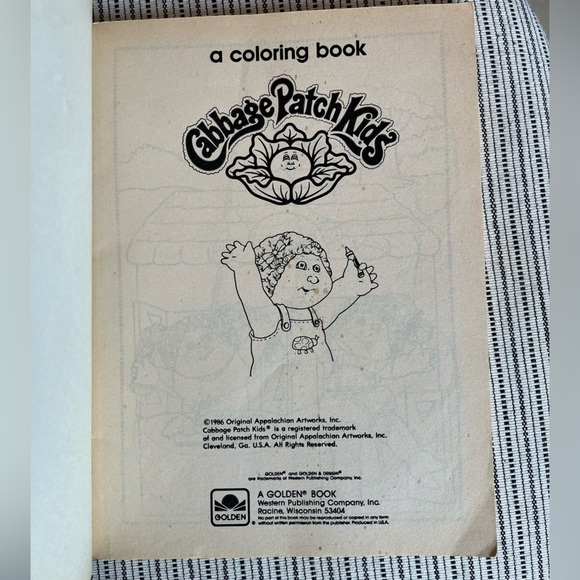 a coloring book
Cabbage Patch Kids
©1986 Original Appalachian Artworks, Inc.
Cabbage Patch Kids® is a registered trademark
of and licensed from Original Appalachian Artworks, Inc.
Cleveland, Ga. U.S.A. All Rights Reserved.
GOLDEN® and GOLDEN & DESIGN®
are trademarks of Western Publishing Company, Inc.
GOLDEN
®
A GOLDEN® BOOK
Western Publishing Company, Inc.
Racine, Wisconsin 53404
No part of this book may be reproduced or copied in any form
without written permission from the publisher. Produced in U.S.A.